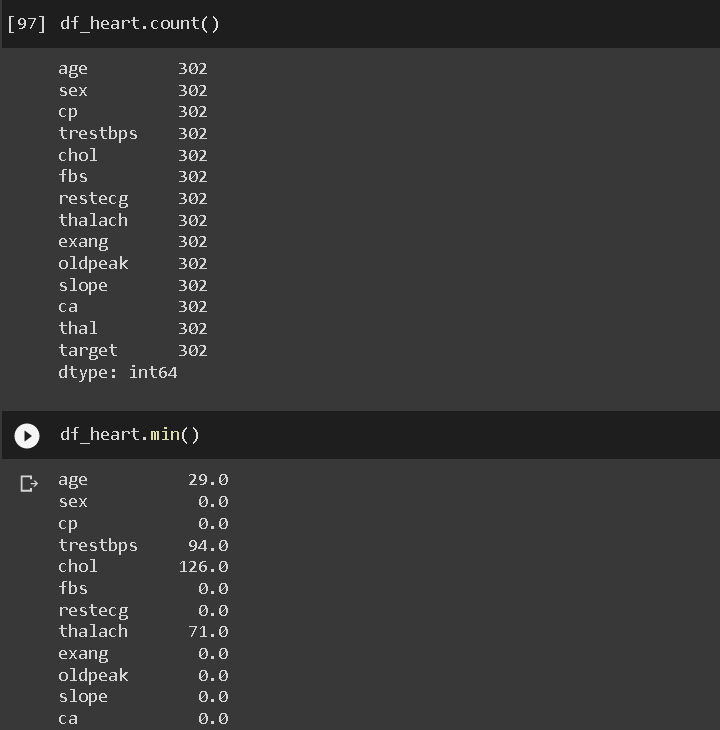 [97] df_heart.count()
age 302
sex 302
cp 302
trestbps 302
chol 302
fbs 302
restecg 302
thalach 302
exang 302
oldpeak 302
slope 302
ca 302
thal 302
target 302
dtype: int64
df_heart.min()
age 29.0
sex 0.0
cp 0.0
trestbps 94.0
chol 126.0
fbs 0.0
restecg 0.0
thalach 71.0
exang 0.0
oldpeak 0.0
slope 0.0
ca 0.0